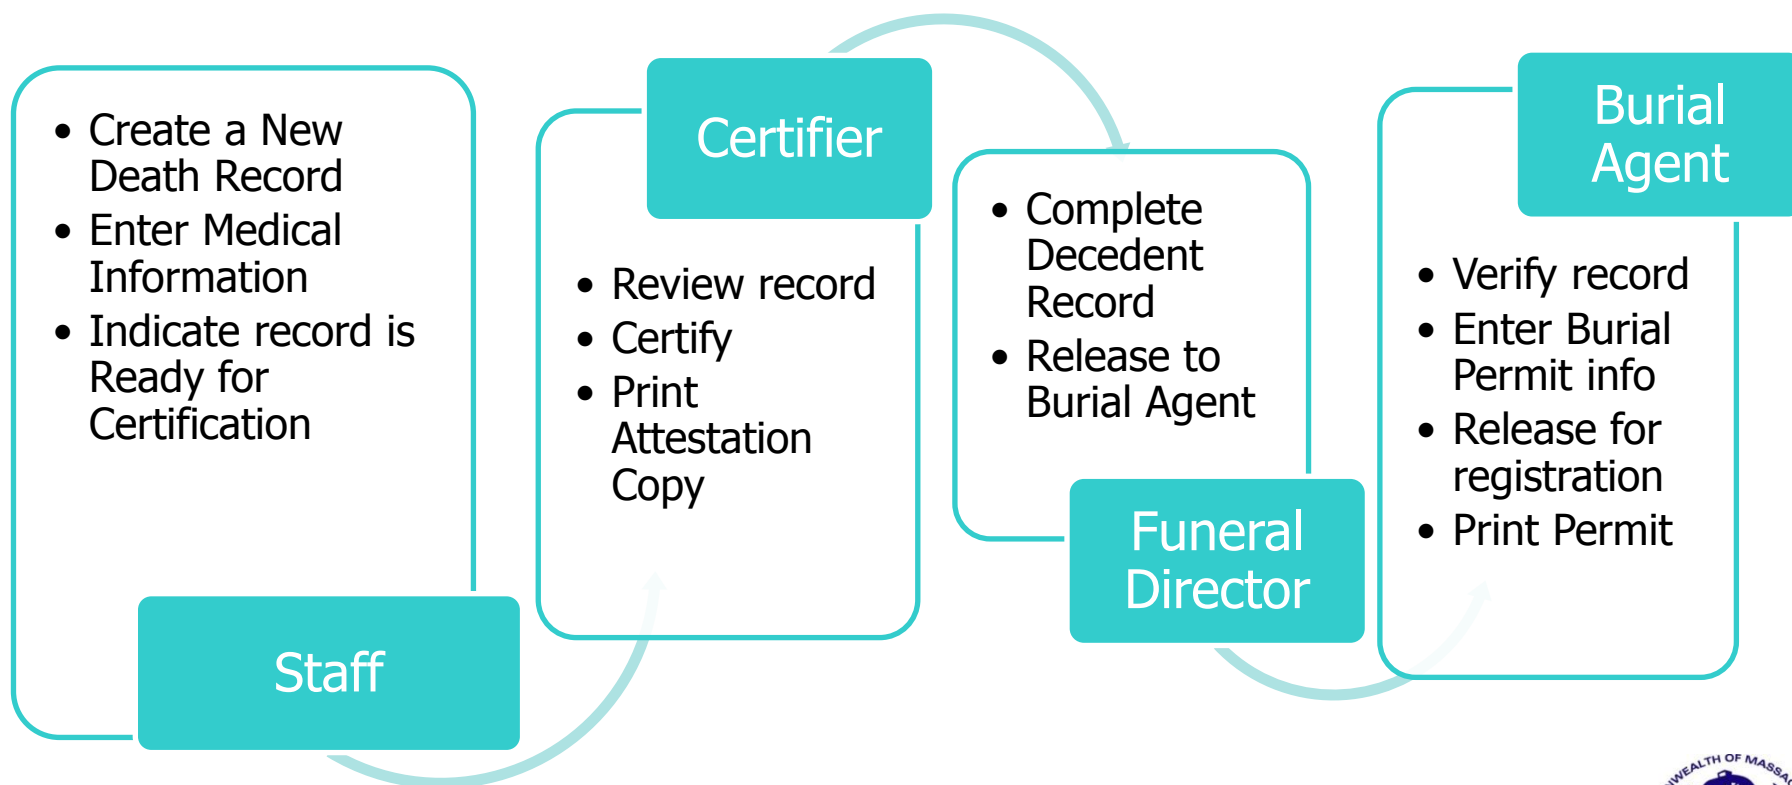 • Create a New
Death Record
• Enter Medical
Information
• Indicate record is
Ready for
Certification
Staff
Certifier
• Review record
• Certify
• Print
Attestation
Copy
• Complete
Decedent
Record
• Release to
Burial Agent
Funeral
Director
Burial
Agent
• Verify record
• Enter Burial
Permit info
• Release for
registration
• Print Permit
TH OF